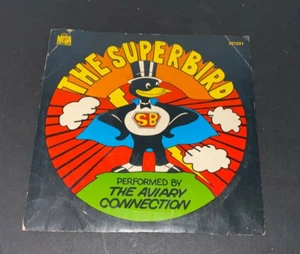 THE SUPERBIRD
SB
PERFORMED BY
THE AVIARY
CONNECTION